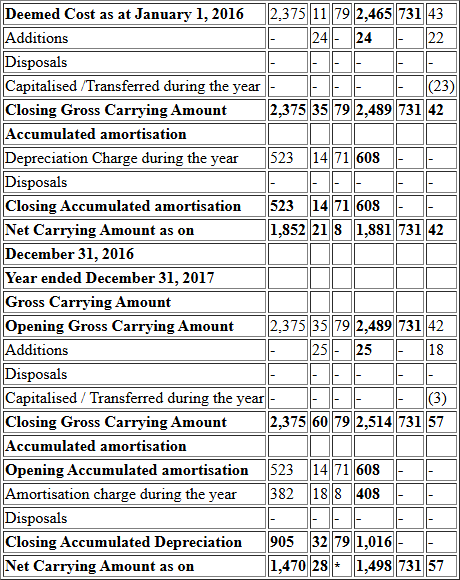 Deemed Cost as at January 1, 2016 2,375 11 79 2,465 731 43
Additions - 24 - 24 - 22
Disposals - - - - - -
Capitalised /Transferred during the year - - - - - (23)
Closing Gross Carrying Amount 2,375 35 79 2,489 731 42
Accumulated amortisation
Depreciation Charge during the year 523 14 71 608 - -
Disposals - - - - - -
Closing Accumulated amortisation 523 14 71 608 - -
Net Carrying Amount as on 1,852 21 8 1,881 731 42
December 31, 2016
Year ended December 31, 2017
Gross Carrying Amount
Opening Gross Carrying Amount 2,375 35 79 2,489 731 42
Additions - 25 - 25 - 18
Disposals - - - - - -
Capitalised / Transferred during the year - - - - - (3)
Closing Gross Carrying Amount 2,375 60 79 2,514 731 57
Accumulated amortisation
Opening Accumulated amortisation 523 14 71 608 - -
Amortisation charge during the year 382 18 8 408 - -
Disposals - - - - - -
Closing Accumulated Depreciation 905 32 79 1,016 - -
Net Carrying Amount as on 1,470 28 * 1,498 731 57